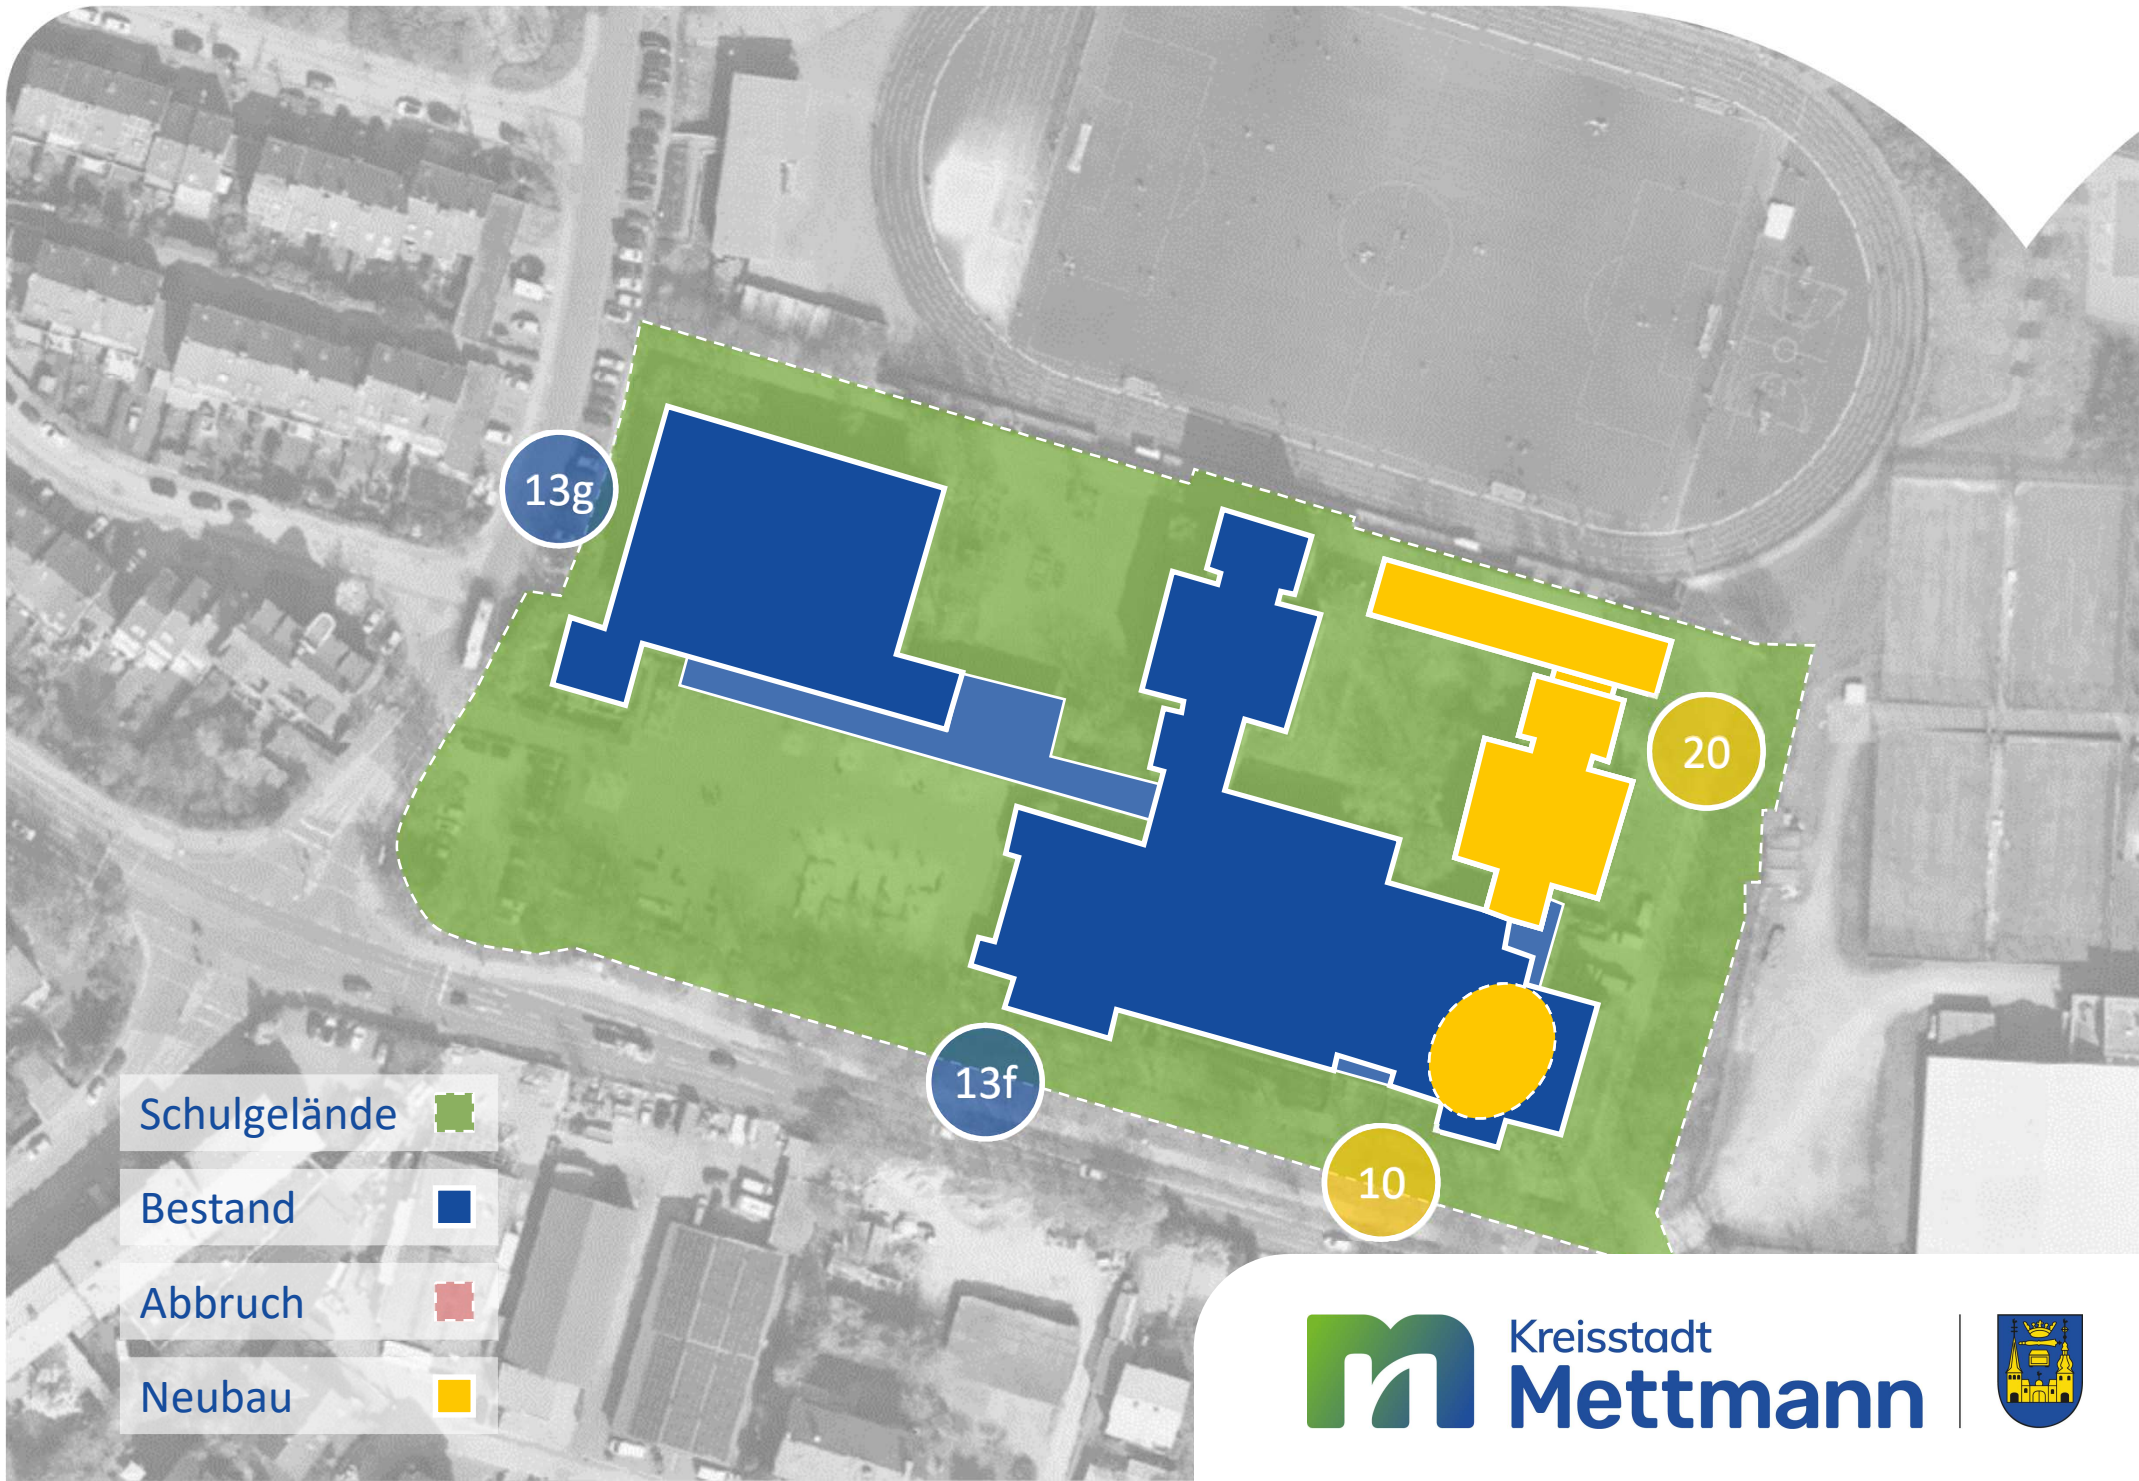 13g
20
13f
10
Schulgelände
Bestand
Abbruch
Neubau
Kreisstadt
Mettmann